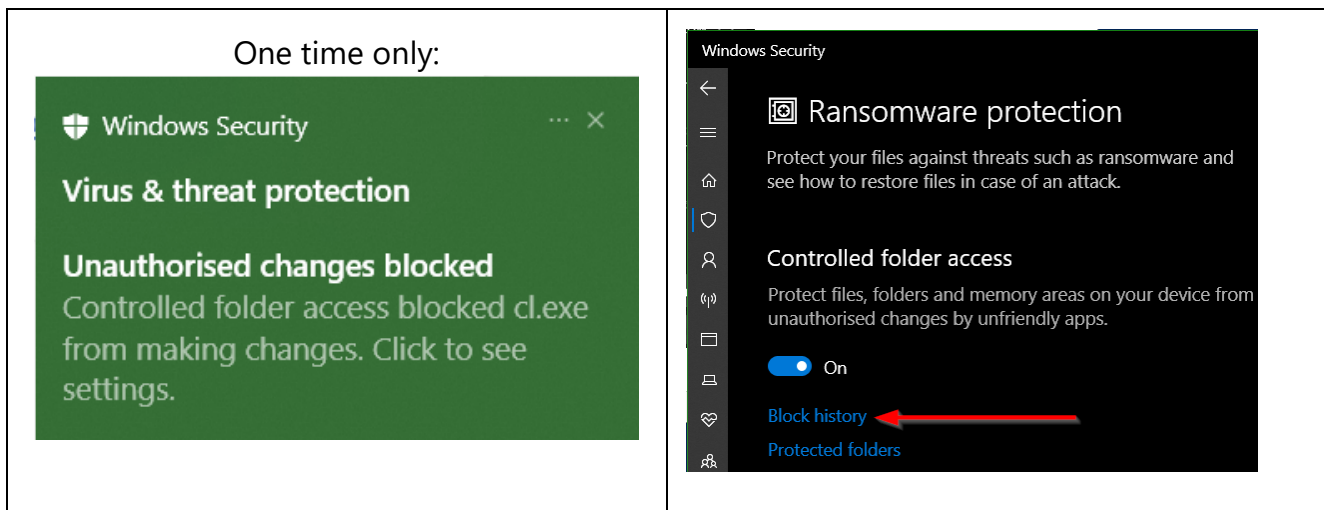 One time only:
Windows Security
Virus & threat protection
Unauthorised changes blocked
Controlled folder access blocked cl.exe
from making changes. Click to see
settings.
Windows Security
Ransomware protection
Protect your files against threats such as ransomware and
see how to restore files in case of an attack.
Controlled folder access
Protect files, folders and memory areas on your device from
unauthorised changes by unfriendly apps.
On
Block history
Protected folders